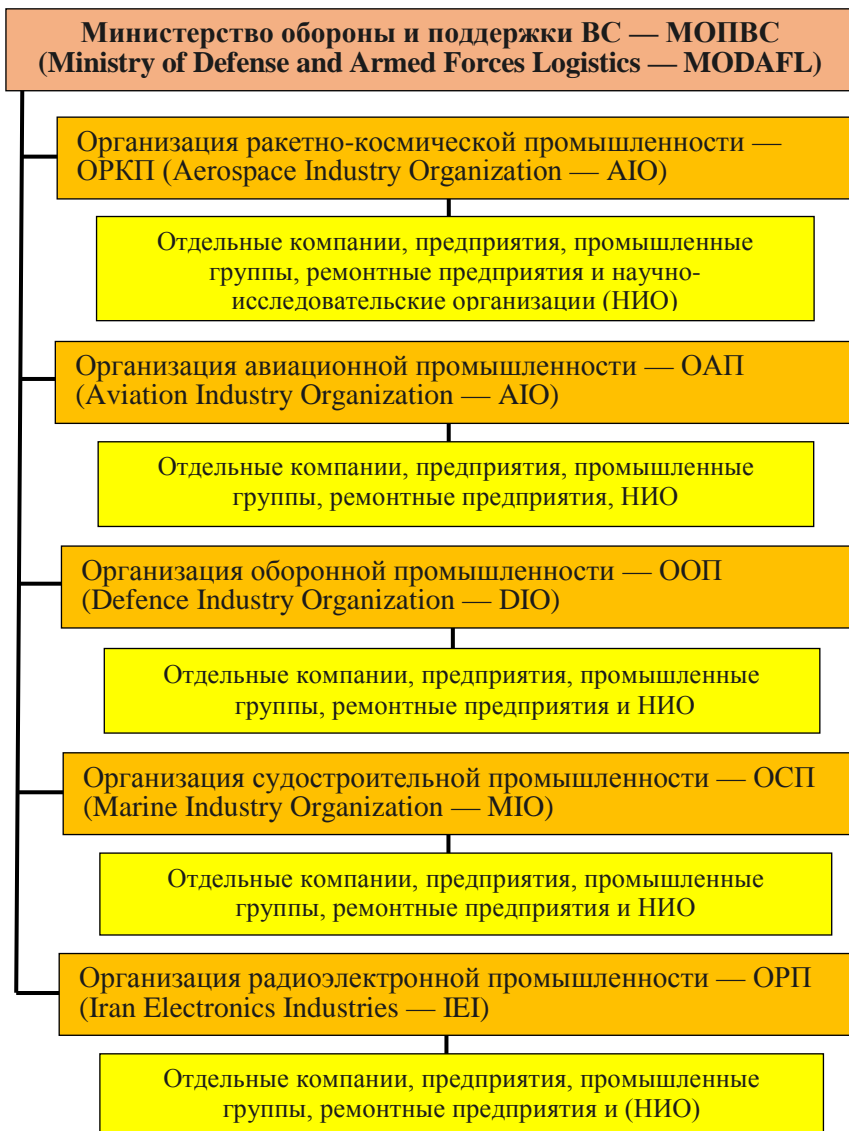 Министерство обороны и поддержки ВС — МОПВС
(Ministry of Defense and Armed Forces Logistics — MODAFL)
Организация ракетно-космической промышленности —
ОРКП (Aerospace Industry Organization — AIO)
Отдельные компании, предприятия, промышленные
группы, ремонтные предприятия и научно-
исследовательские организации (НИО)
Организация авиационной промышленности — ОАП
(Aviation Industry Organization — AIO)
Отдельные компании, предприятия, промышленные
группы, ремонтные предприятия, НИО
Организация оборонной промышленности — ООП
(Defence Industry Organization — DIO)
Отдельные компании, предприятия, промышленные
группы, ремонтные предприятия и НИО
Организация судостроительной промышленности — ОСП
(Marine Industry Organization — MIO)
Отдельные компании, предприятия, промышленные
группы, ремонтные предприятия и НИО
Организация радиоэлектронной промышленности — ОРП
(Iran Electronics Industries — IEI)
Отдельные компании, предприятия, промышленные
группы, ремонтные предприятия и (НИО)